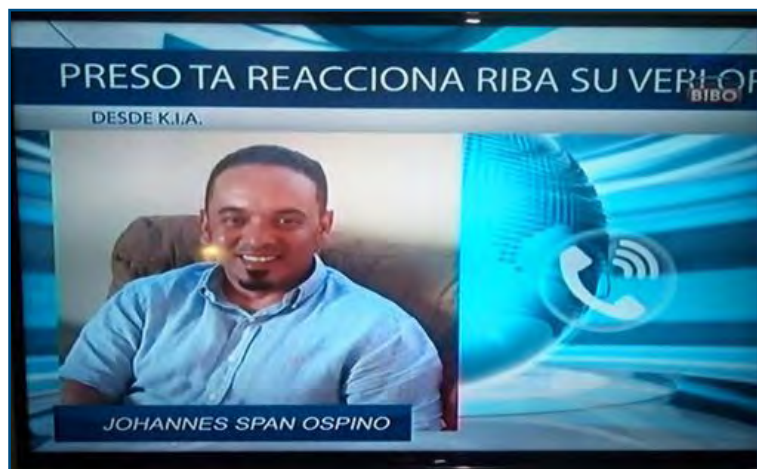 PRESO TA REACCIONA RIBA SU
BIBO
DESDE K.I.A.
JOHANNES SPAN OSPINO